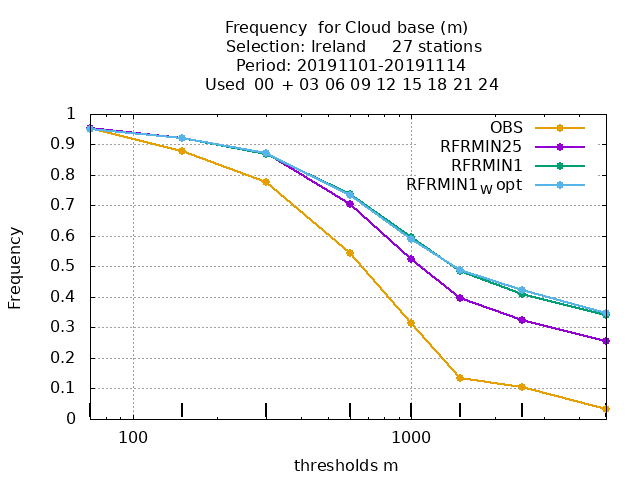 Frequency  for Cloud base (m)
Selection: Ireland     27 stations
Period: 20191101-20191114
Used  00  + 03 06 09 12 15 18 21 24
OBS
RFRMIN25
RFRMIN1
RFRMIN1W opt
1
0.9
0.8
0.7
0.6
0.5
0.4
0.3
0.2
0.1
0
Frequency
100
1000
thresholds m